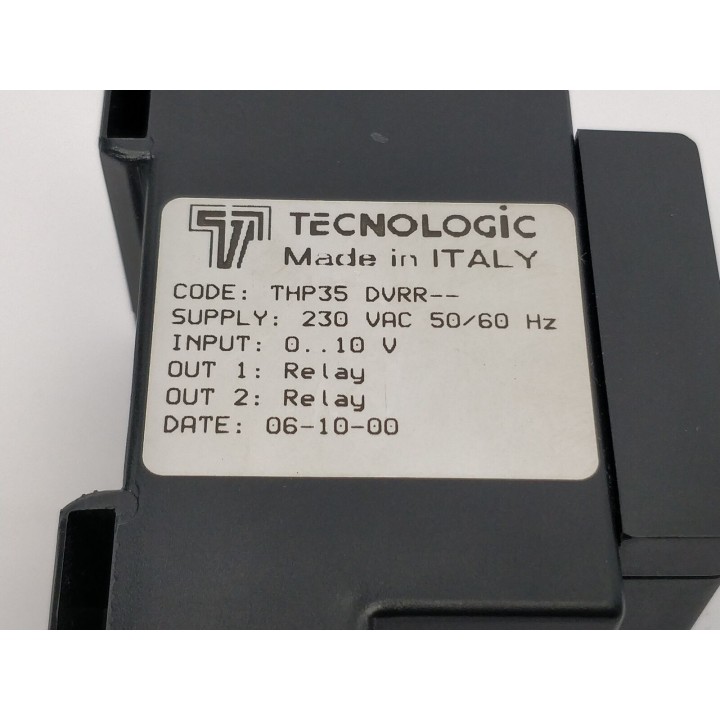 TECNOLOGIC
Made in ITALY
CODE: THP35 DVRR--
SUPPLY: 230 VAC 50/60 Hz
INPUT: 0..10 V
OUT 1: Relay
OUT 2: Relay
DATE: 06-10-00